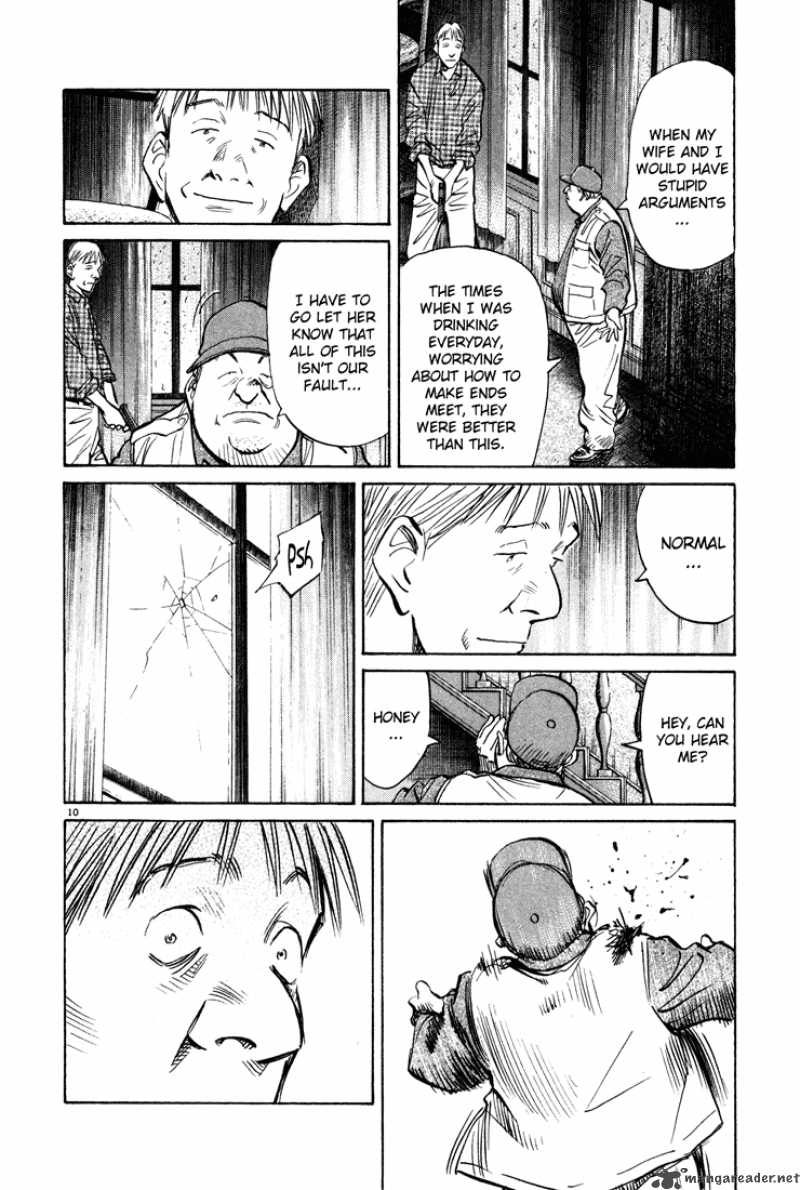 WHEN MY
WIFE AND I
WOULD HAVE
STUPID
ARGUMENTS
...
THE TIMES
WHEN I WAS
DRINKING
EVERYDAY,
WORRYING
ABOUT HOW TO
MAKE ENDS
MEET, THEY
WERE BETTER
THAN THIS.
I HAVE TO
GO LET HER
KNOW THAT
ALL OF THIS
ISN'T OUR
FAULT...
NORMAL
...
Psh
HEY, CAN
YOU HEAR
ME?
HONEY
...
10
mangareader.net